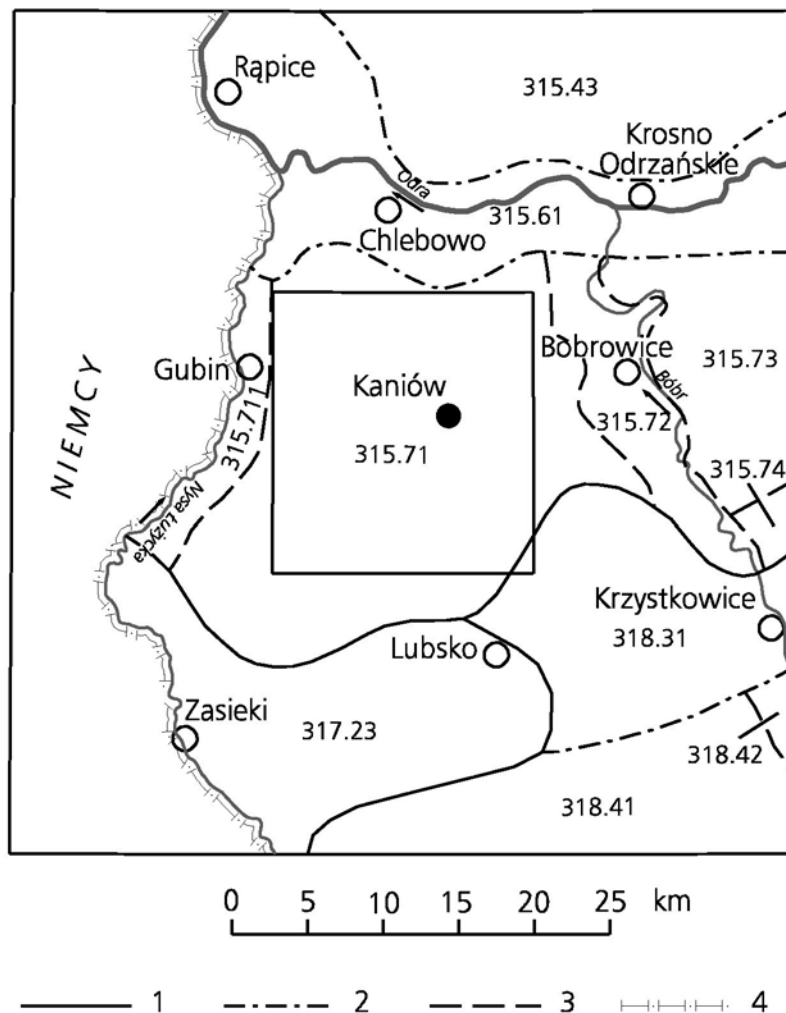 Rąpice
315.43
Krosno
Odrzańskie
Odra
Chlebowo
315.61
Gubin
315.711
Kaniów
315.71
Bobrowice
Bóbr
315.72
315.73
315.74
NIEMCY
Nysa Łużycka
Krzystkowice
318.31
Lubsko
Zasieki
317.23
318.42
318.41
0 5 10 15 20 25 km
1 2 3 4